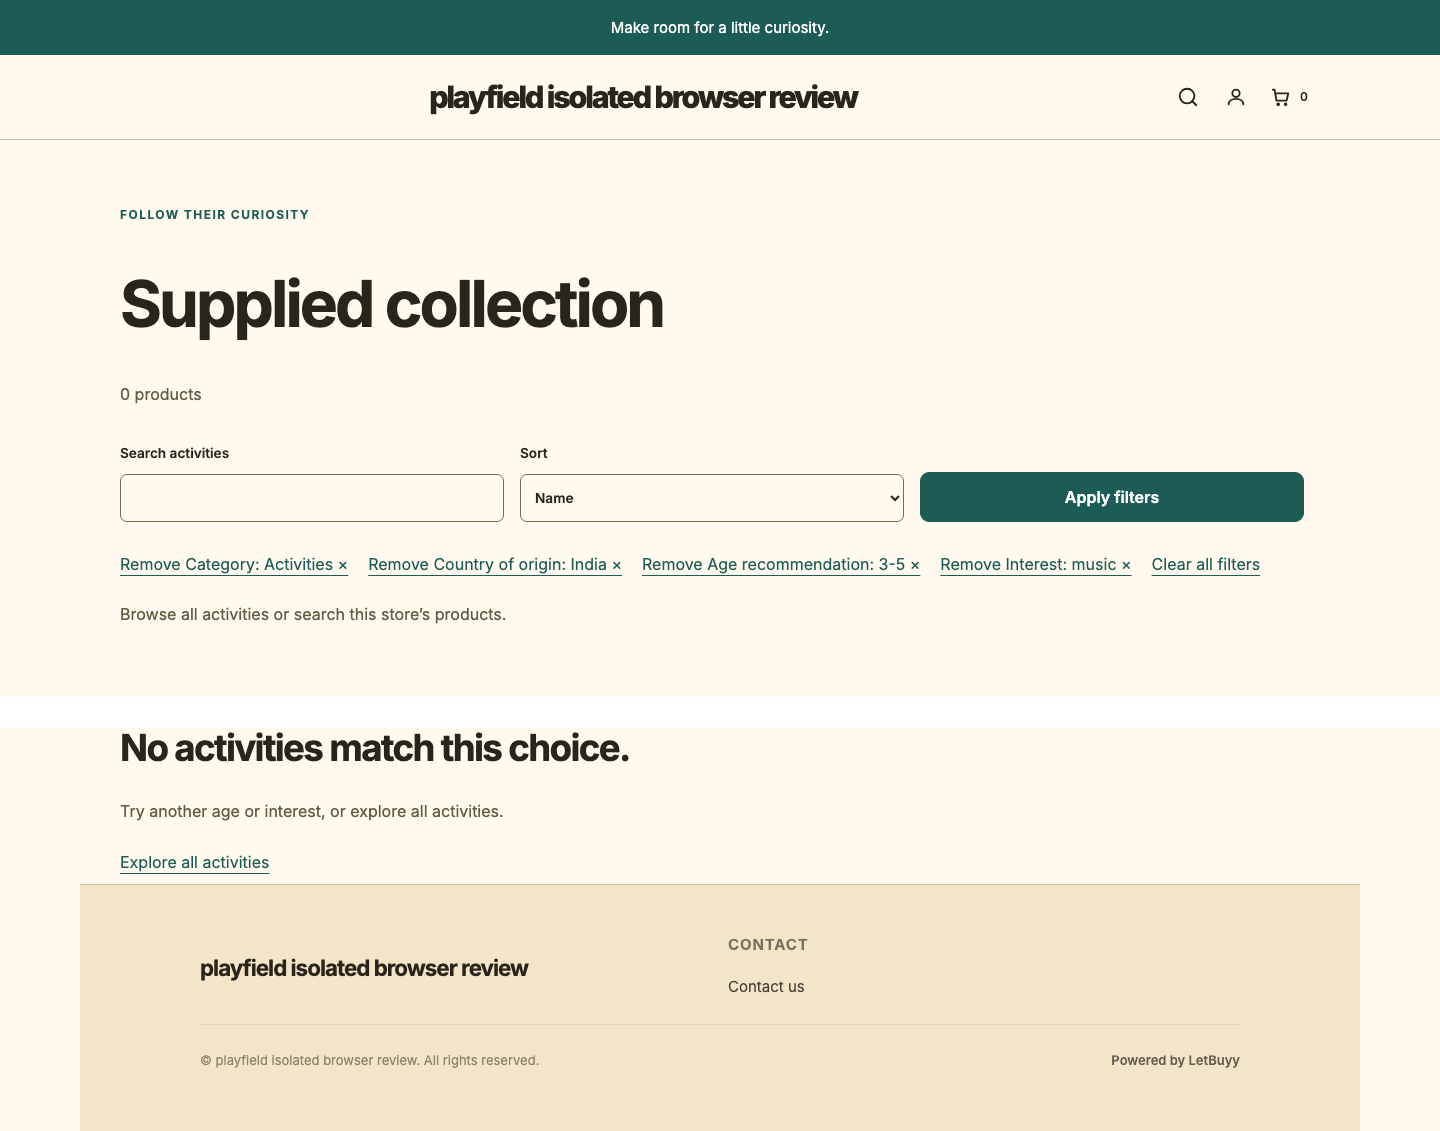 Make room for a little curiosity.
playfield isolated browser review
0
FOLLOW THEIR CURIOSITY
Supplied collection
0 products
Search activities
Sort
Name
Apply filters
Remove Category: Activities × Remove Country of origin: India × Remove Age recommendation: 3-5 × Remove Interest: music × Clear all filters
Browse all activities or search this store’s products.
No activities match this choice.
Try another age or interest, or explore all activities.
Explore all activities
playfield isolated browser review
CONTACT
Contact us
© playfield isolated browser review. All rights reserved.
Powered by LetBuyy